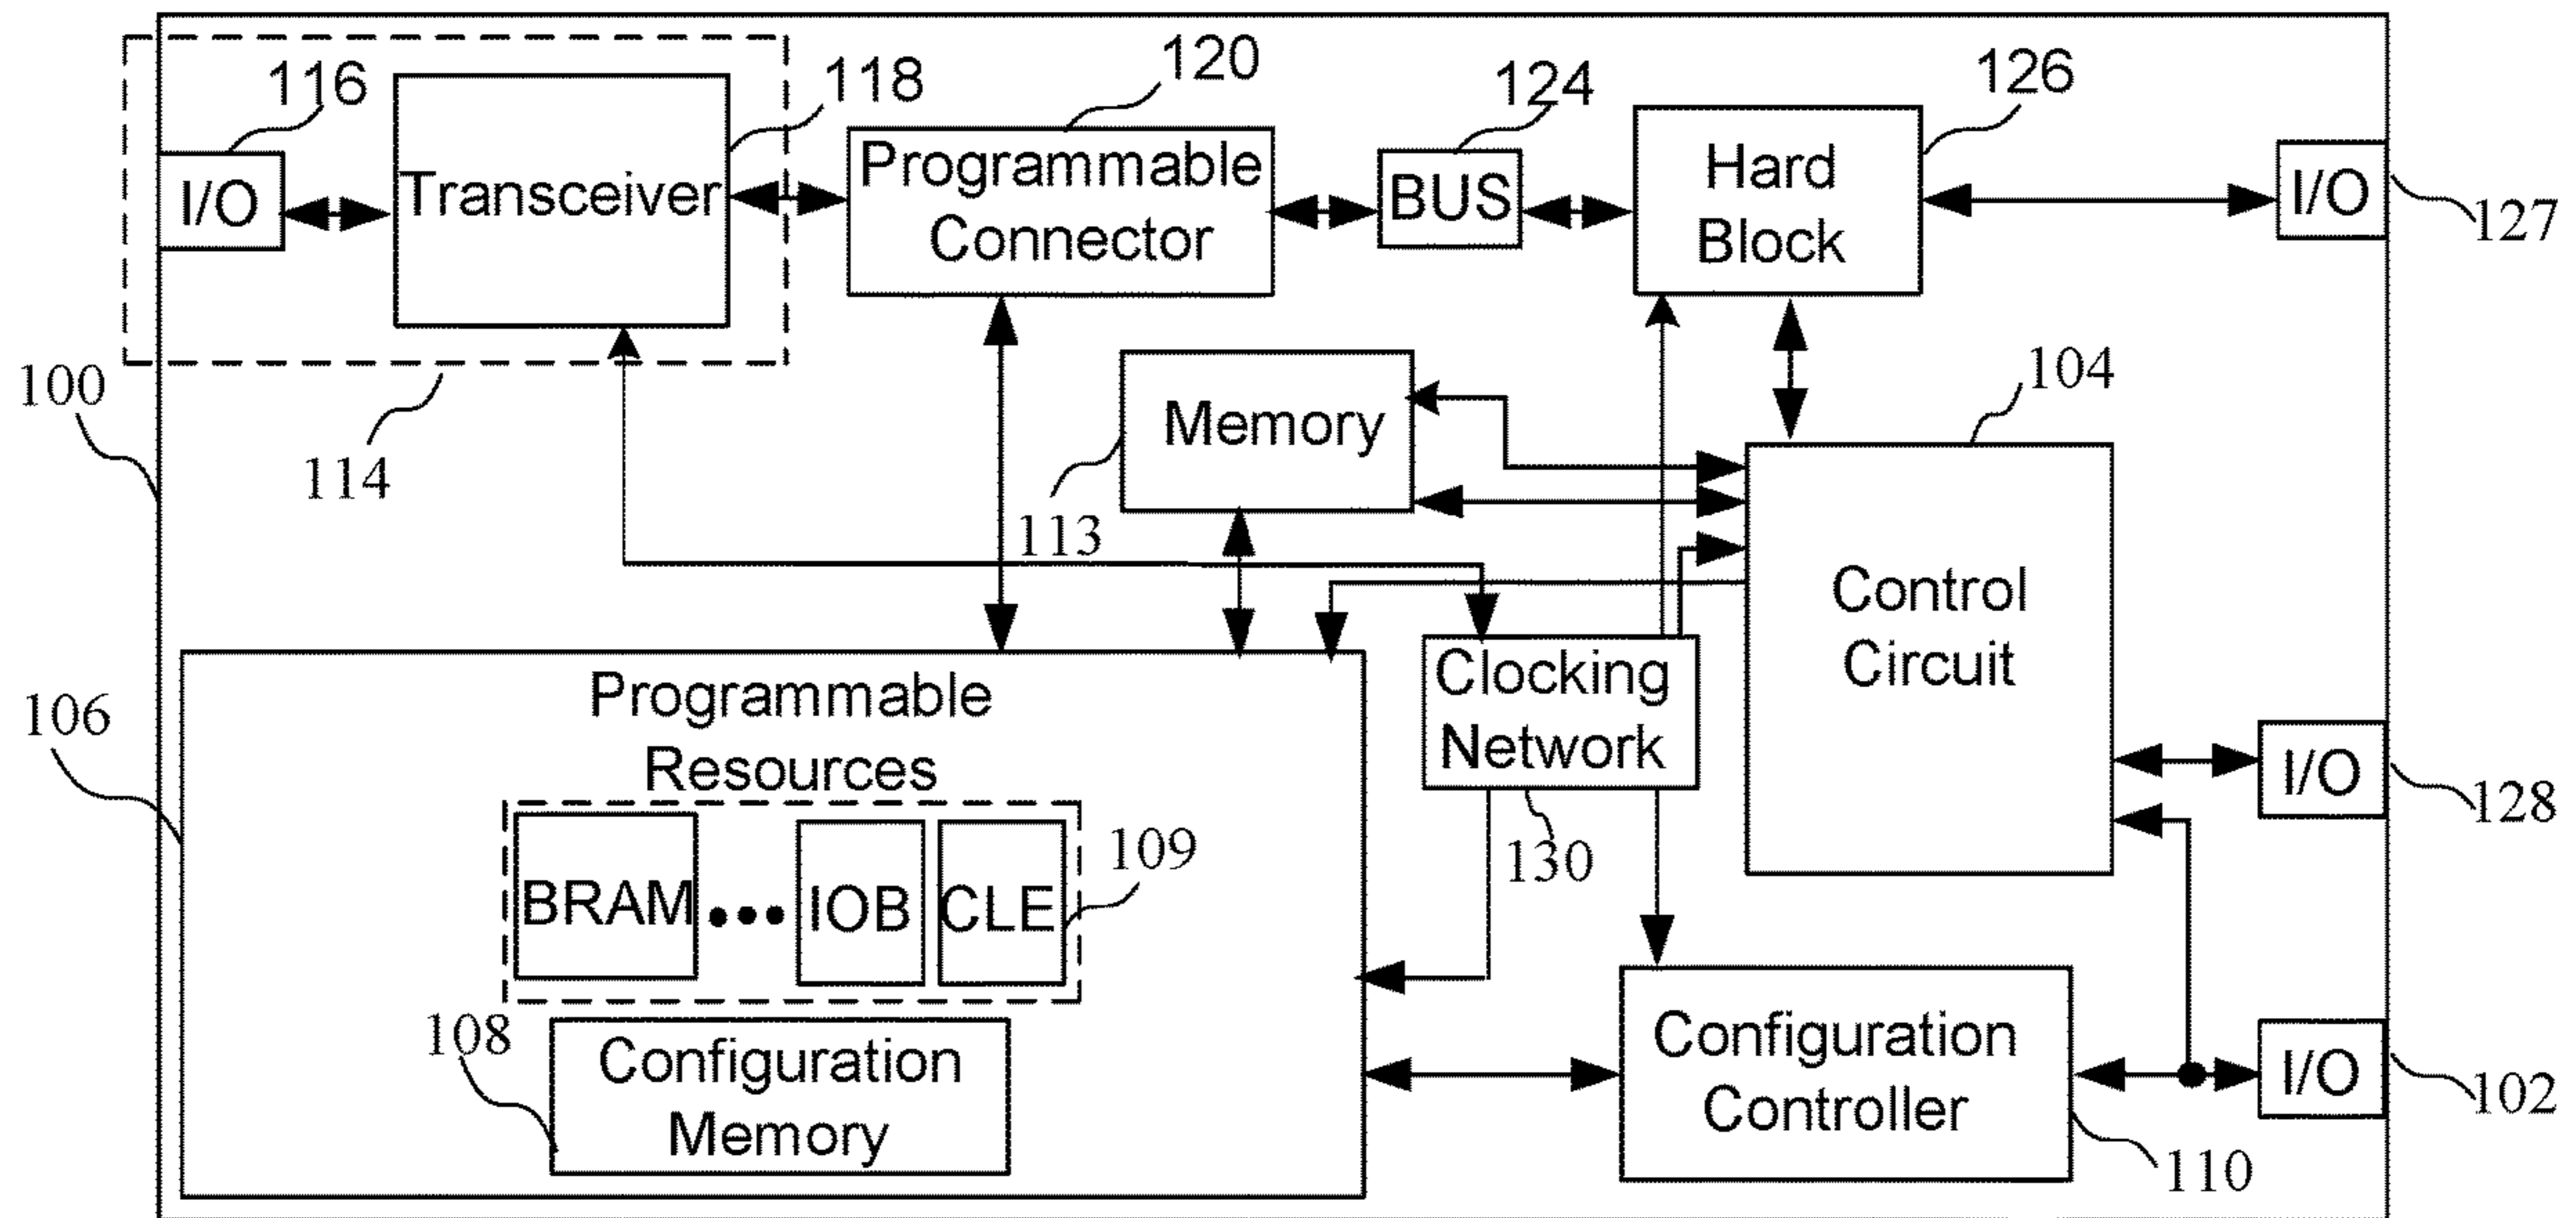 116
118
120
124
126
I/O
Transceiver
Programmable
Connector
BUS
Hard
Block
I/O
127
100
114
Memory
113
104
Control
Circuit
106
Programmable
Resources
Clocking
Network
130
I/O
128
BRAM
•••
IOB
CLE
109
108
Configuration
Memory
Configuration
Controller
110
I/O
102